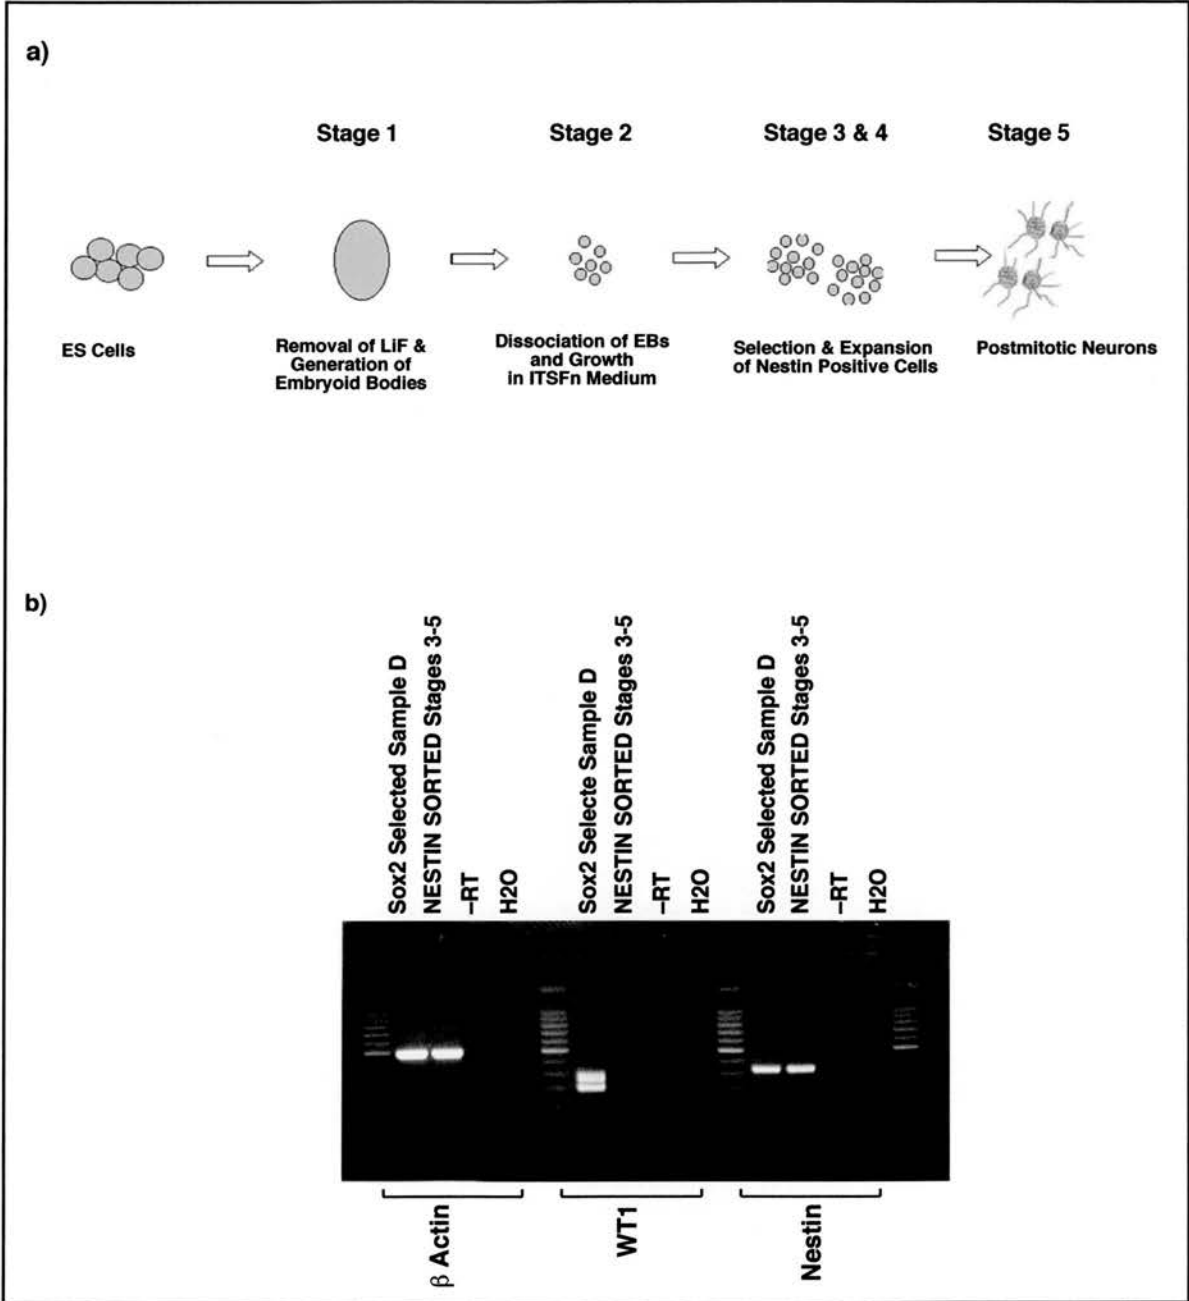 a)
Stage 1
Stage 2
Stage 3 & 4
Stage 5
ES Cells
Removal of LiF &
Generation of
Embryoid Bodies
Dissociation of EBs
and Growth
in ITSFn Medium
Selection & Expansion
of Nestin Positive Cells
Postmitotic Neurons
b)
Sox2 Selected Sample D
NESTIN SORTED Stages 3-5
–RT
H2O
Sox2 Selecte Sample D
NESTIN SORTED Stages 3-5
–RT
H2O
Sox2 Selected Sample D
NESTIN SORTED Stages 3-5
–RT
H2O
β Actin
WT1
Nestin